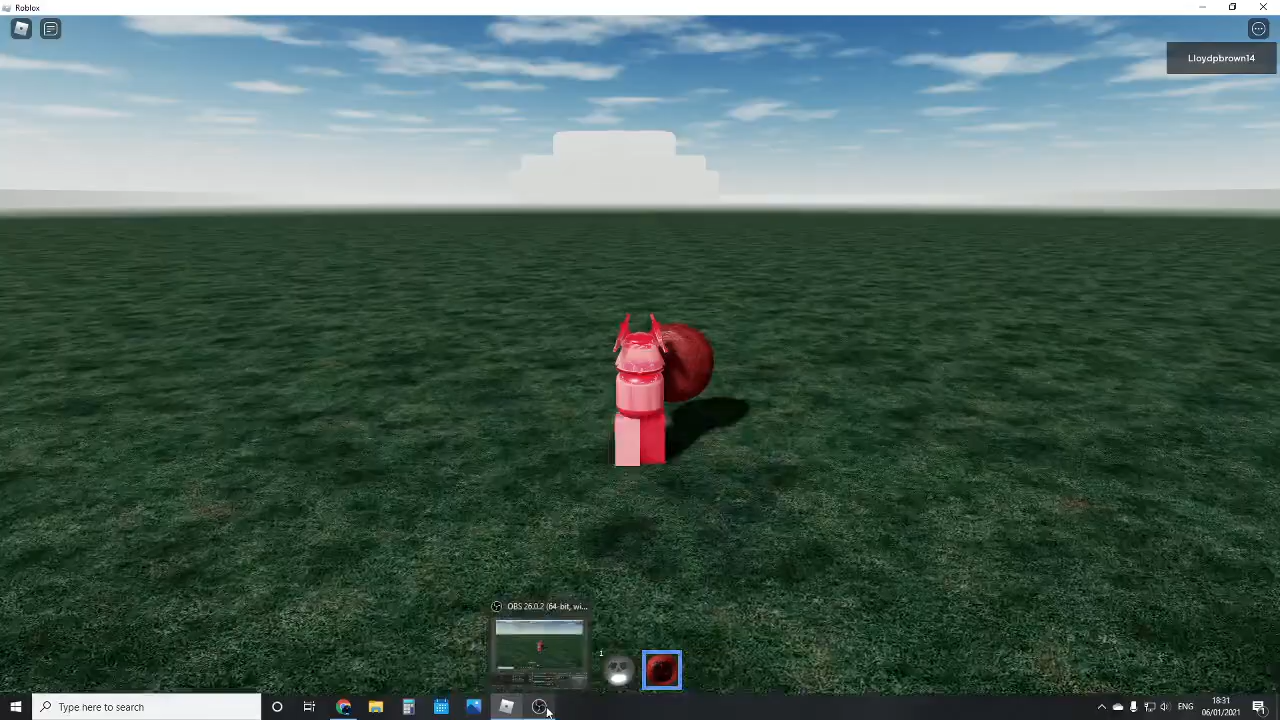 Roblox
Lloydpbrown14
OBS 26.0.2 (64-bit, wi...
1
Type here to search
ENG
18:31
06/01/2021